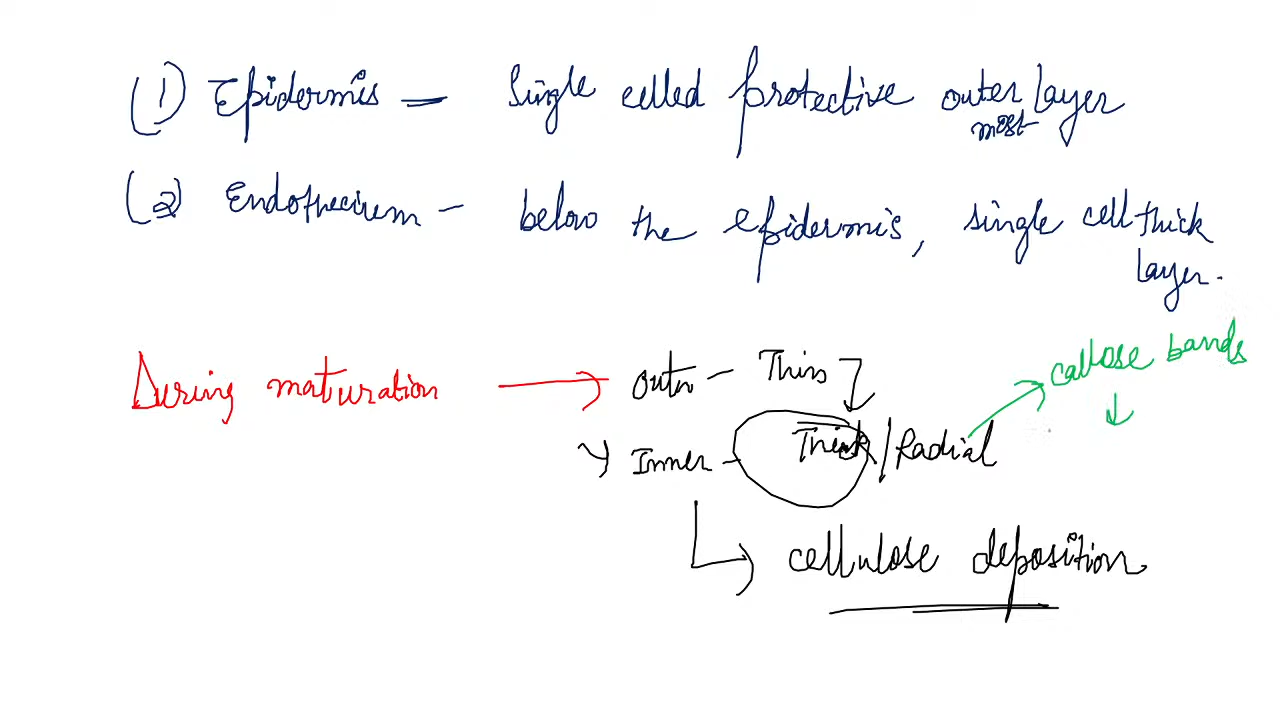 (1) Epidermis — Single celled protective outer most layer
(2) Endothecium — below the epidermis, single cell thick
layer.
callose bands
During maturation → outer — Thin
Inner — Thick / Radial
cellulose deposition